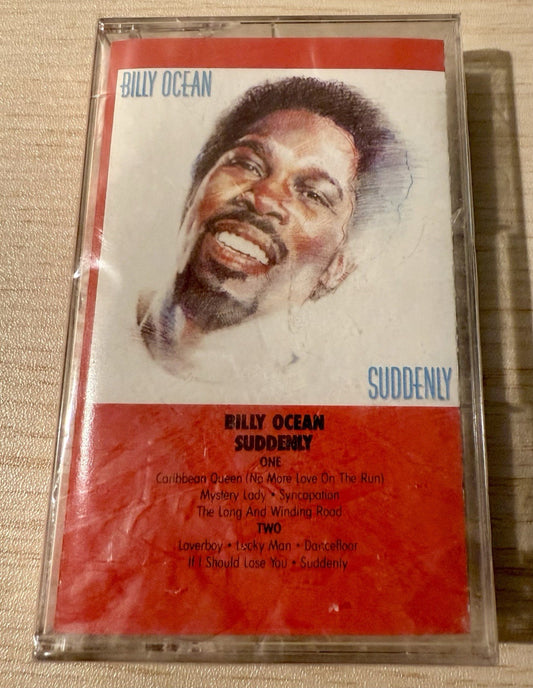 BILLY OCEAN
SUDDENLY
BILLY OCEAN
SUDDENLY
ONE
Caribbean Queen (No More Love On The Run)
Mystery Lady • Syncopation
The Long And Winding Road
TWO
Loverboy • Lucky Man • Dancefloor
If I Should Lose You • Suddenly